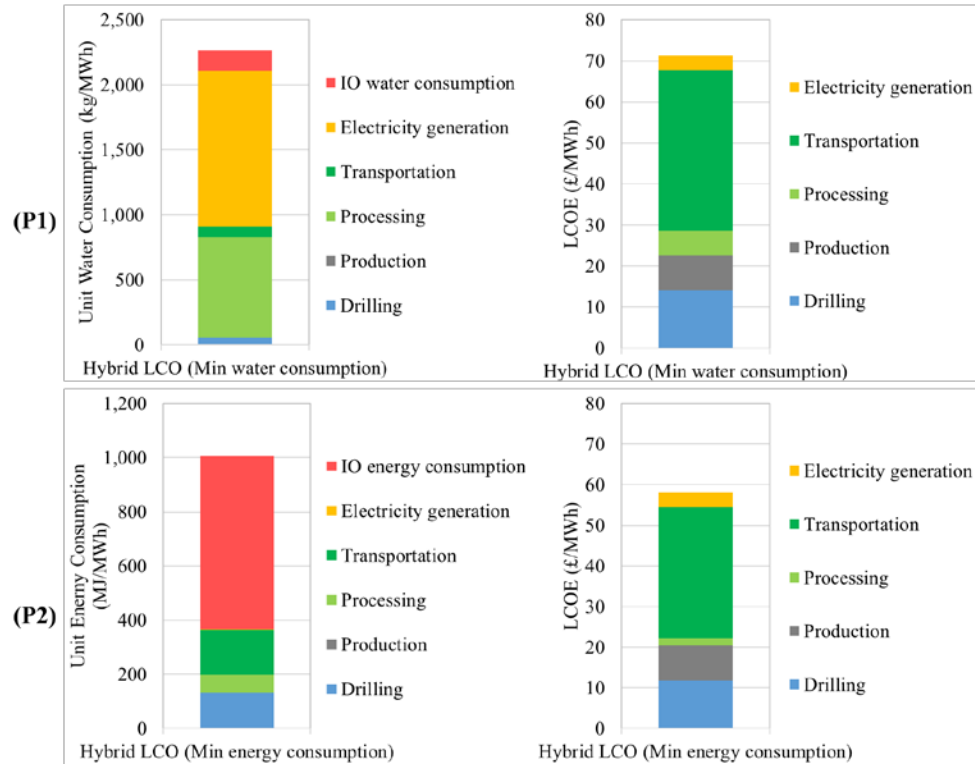 (P1)
Unit Water Consumption (kg/MWh)
2,500
2,000
1,500
1,000
500
0
IO water consumption
Electricity generation
Transportation
Processing
Production
Drilling
Hybrid LCO (Min water consumption)
LCOE (£/MWh)
80
70
60
50
40
30
20
10
0
Electricity generation
Transportation
Processing
Production
Drilling
Hybrid LCO (Min water consumption)
(P2)
Unit Enerny Consumption
(MJ/MWh)
1,200
1,000
800
600
400
200
0
IO energy consumption
Electricity generation
Transportation
Processing
Production
Drilling
Hybrid LCO (Min energy consumption)
LCOE (£/MWh)
80
70
60
50
40
30
20
10
0
Electricity generation
Transportation
Processing
Production
Drilling
Hybrid LCO (Min energy consumption)